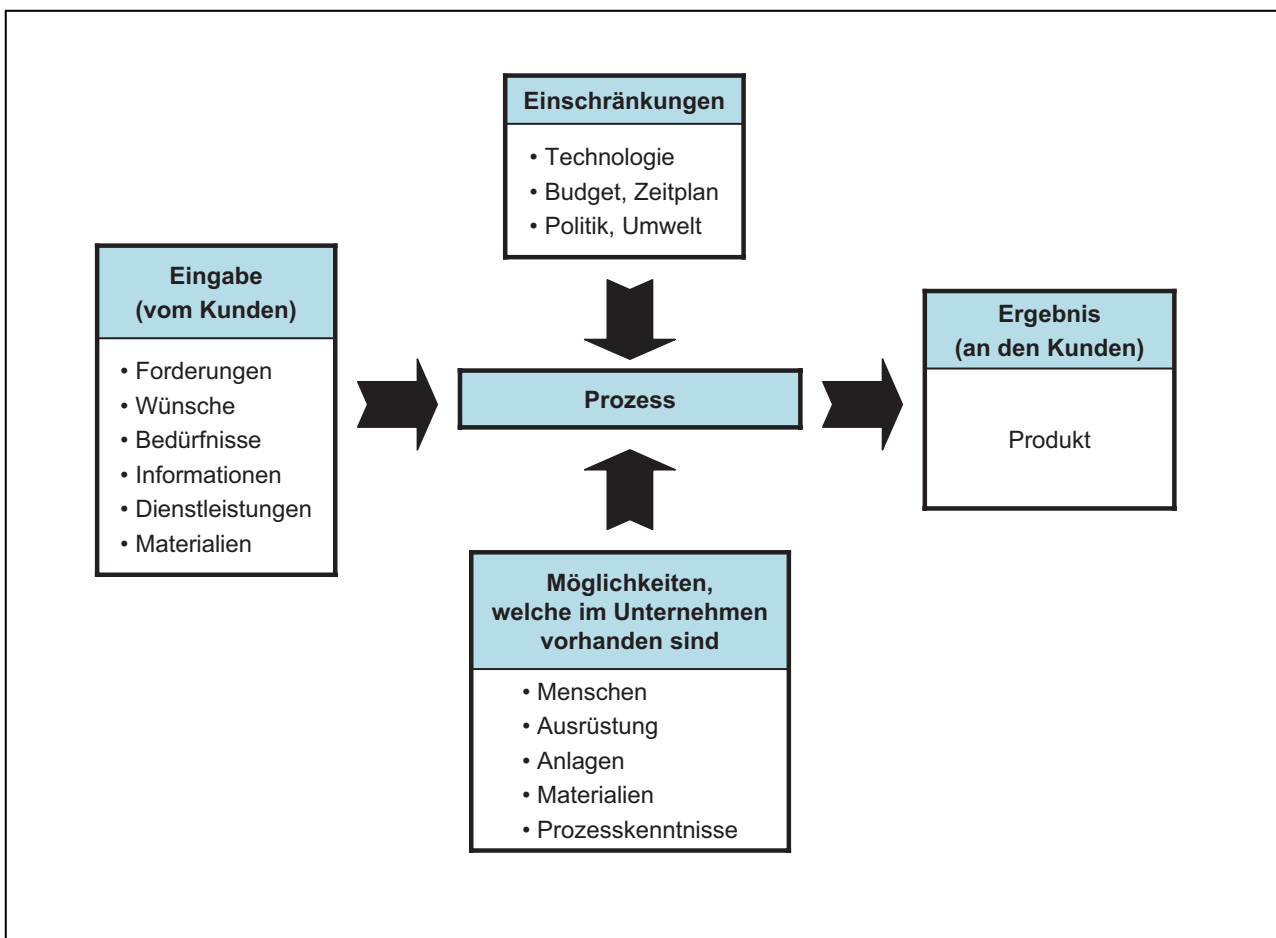 Einschränkungen
• Technologie
• Budget, Zeitplan
• Politik, Umwelt
Eingabe
(vom Kunden)
• Forderungen
• Wünsche
• Bedürfnisse
• Informationen
• Dienstleistungen
• Materialien
Prozess
Ergebnis
(an den Kunden)
Produkt
Möglichkeiten,
welche im Unternehmen
vorhanden sind
• Menschen
• Ausrüstung
• Anlagen
• Materialien
• Prozesskenntnisse